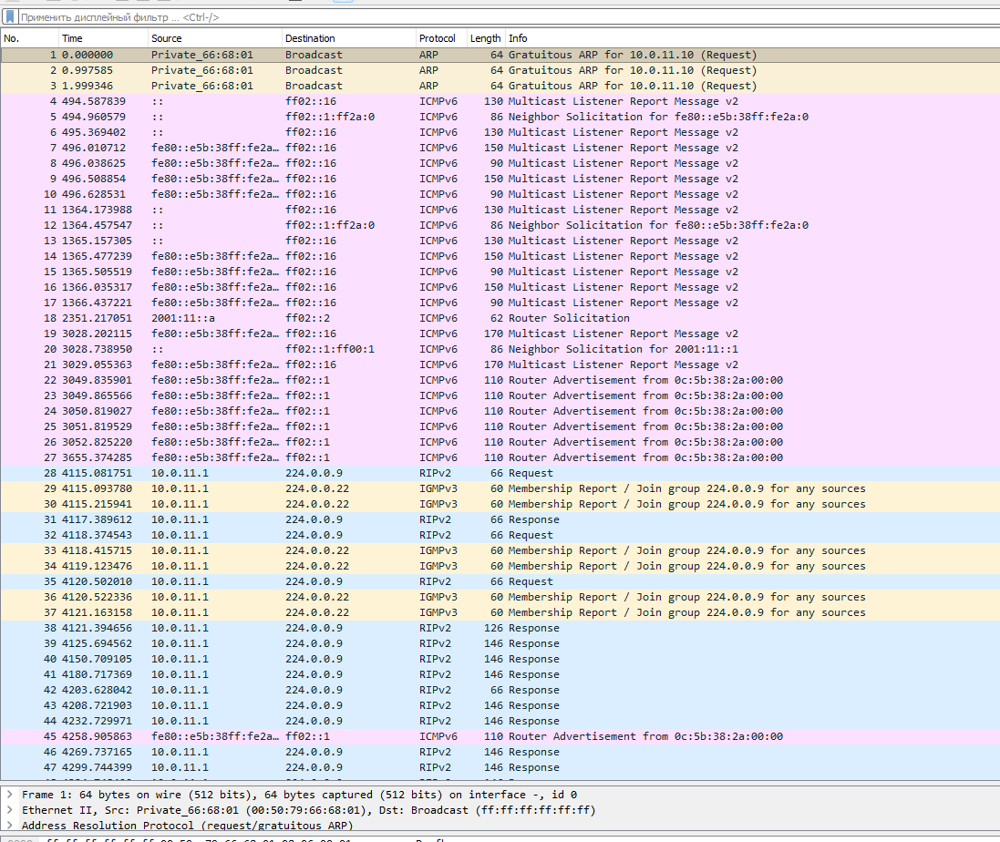 Применить дисплейный фильтр ... <Ctrl-/>
No. Time Source Destination Protocol Length Info
1 0.000000 Private_66:68:01 Broadcast ARP 64 Gratuitous ARP for 10.0.11.10 (Request)
2 0.997585 Private_66:68:01 Broadcast ARP 64 Gratuitous ARP for 10.0.11.10 (Request)
3 1.999346 Private_66:68:01 Broadcast ARP 64 Gratuitous ARP for 10.0.11.10 (Request)
4 494.587839 :: ff02::16 ICMPv6 130 Multicast Listener Report Message v2
5 494.960579 :: ff02::1:ff2a:0 ICMPv6 86 Neighbor Solicitation for fe80::e5b:38ff:fe2a:0
6 495.369402 :: ff02::16 ICMPv6 130 Multicast Listener Report Message v2
7 496.010712 fe80::e5b:38ff:fe2a… ff02::16 ICMPv6 150 Multicast Listener Report Message v2
8 496.038625 fe80::e5b:38ff:fe2a… ff02::16 ICMPv6 90 Multicast Listener Report Message v2
9 496.508854 fe80::e5b:38ff:fe2a… ff02::16 ICMPv6 150 Multicast Listener Report Message v2
10 496.628531 fe80::e5b:38ff:fe2a… ff02::16 ICMPv6 90 Multicast Listener Report Message v2
11 1364.173988 :: ff02::16 ICMPv6 130 Multicast Listener Report Message v2
12 1364.457547 :: ff02::1:ff2a:0 ICMPv6 86 Neighbor Solicitation for fe80::e5b:38ff:fe2a:0
13 1365.157305 :: ff02::16 ICMPv6 130 Multicast Listener Report Message v2
14 1365.477239 fe80::e5b:38ff:fe2a… ff02::16 ICMPv6 150 Multicast Listener Report Message v2
15 1365.505519 fe80::e5b:38ff:fe2a… ff02::16 ICMPv6 90 Multicast Listener Report Message v2
16 1366.035317 fe80::e5b:38ff:fe2a… ff02::16 ICMPv6 150 Multicast Listener Report Message v2
17 1366.437221 fe80::e5b:38ff:fe2a… ff02::16 ICMPv6 90 Multicast Listener Report Message v2
18 2351.217051 2001:11::a ff02::2 ICMPv6 62 Router Solicitation
19 3028.202115 fe80::e5b:38ff:fe2a… ff02::16 ICMPv6 170 Multicast Listener Report Message v2
20 3028.738950 :: ff02::1:ff00:1 ICMPv6 86 Neighbor Solicitation for 2001:11::1
21 3029.055363 fe80::e5b:38ff:fe2a… ff02::16 ICMPv6 170 Multicast Listener Report Message v2
22 3049.835901 fe80::e5b:38ff:fe2a… ff02::1 ICMPv6 110 Router Advertisement from 0c:5b:38:2a:00:00
23 3049.865566 fe80::e5b:38ff:fe2a… ff02::1 ICMPv6 110 Router Advertisement from 0c:5b:38:2a:00:00
24 3050.819027 fe80::e5b:38ff:fe2a… ff02::1 ICMPv6 110 Router Advertisement from 0c:5b:38:2a:00:00
25 3051.819529 fe80::e5b:38ff:fe2a… ff02::1 ICMPv6 110 Router Advertisement from 0c:5b:38:2a:00:00
26 3052.825220 fe80::e5b:38ff:fe2a… ff02::1 ICMPv6 110 Router Advertisement from 0c:5b:38:2a:00:00
27 3655.374285 fe80::e5b:38ff:fe2a… ff02::1 ICMPv6 110 Router Advertisement from 0c:5b:38:2a:00:00
28 4115.081751 10.0.11.1 224.0.0.9 RIPv2 66 Request
29 4115.093780 10.0.11.1 224.0.0.22 IGMPv3 60 Membership Report / Join group 224.0.0.9 for any sources
30 4115.215941 10.0.11.1 224.0.0.22 IGMPv3 60 Membership Report / Join group 224.0.0.9 for any sources
31 4117.389612 10.0.11.1 224.0.0.9 RIPv2 66 Response
32 4118.374543 10.0.11.1 224.0.0.9 RIPv2 66 Request
33 4118.415715 10.0.11.1 224.0.0.22 IGMPv3 60 Membership Report / Join group 224.0.0.9 for any sources
34 4119.123476 10.0.11.1 224.0.0.22 IGMPv3 60 Membership Report / Join group 224.0.0.9 for any sources
35 4120.502010 10.0.11.1 224.0.0.9 RIPv2 66 Request
36 4120.522336 10.0.11.1 224.0.0.22 IGMPv3 60 Membership Report / Join group 224.0.0.9 for any sources
37 4121.163158 10.0.11.1 224.0.0.22 IGMPv3 60 Membership Report / Join group 224.0.0.9 for any sources
38 4121.394656 10.0.11.1 224.0.0.9 RIPv2 126 Response
39 4125.694562 10.0.11.1 224.0.0.9 RIPv2 146 Response
40 4150.709105 10.0.11.1 224.0.0.9 RIPv2 146 Response
41 4180.717369 10.0.11.1 224.0.0.9 RIPv2 146 Response
42 4203.628042 10.0.11.1 224.0.0.9 RIPv2 66 Response
43 4208.721903 10.0.11.1 224.0.0.9 RIPv2 146 Response
44 4232.729971 10.0.11.1 224.0.0.9 RIPv2 146 Response
45 4258.905863 fe80::e5b:38ff:fe2a… ff02::1 ICMPv6 110 Router Advertisement from 0c:5b:38:2a:00:00
46 4269.737165 10.0.11.1 224.0.0.9 RIPv2 146 Response
47 4299.744399 10.0.11.1 224.0.0.9 RIPv2 146 Response
Frame 1: 64 bytes on wire (512 bits), 64 bytes captured (512 bits) on interface -, id 0
Ethernet II, Src: Private_66:68:01 (00:50:79:66:68:01), Dst: Broadcast (ff:ff:ff:ff:ff:ff)
Address Resolution Protocol (request/gratuitous ARP)